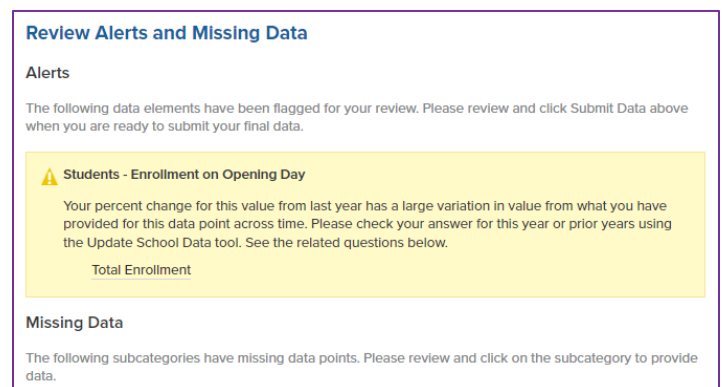 Review Alerts and Missing Data
Alerts
The following data elements have been flagged for your review. Please review and click Submit Data above
when you are ready to submit your final data.
Students - Enrollment on Opening Day
Your percent change for this value from last year has a large variation in value from what you have
provided for this data point across time. Please check your answer for this year or prior years using
the Update School Data tool. See the related questions below.
Total Enrollment
Missing Data
The following subcategories have missing data points. Please review and click on the subcategory to provide
data.